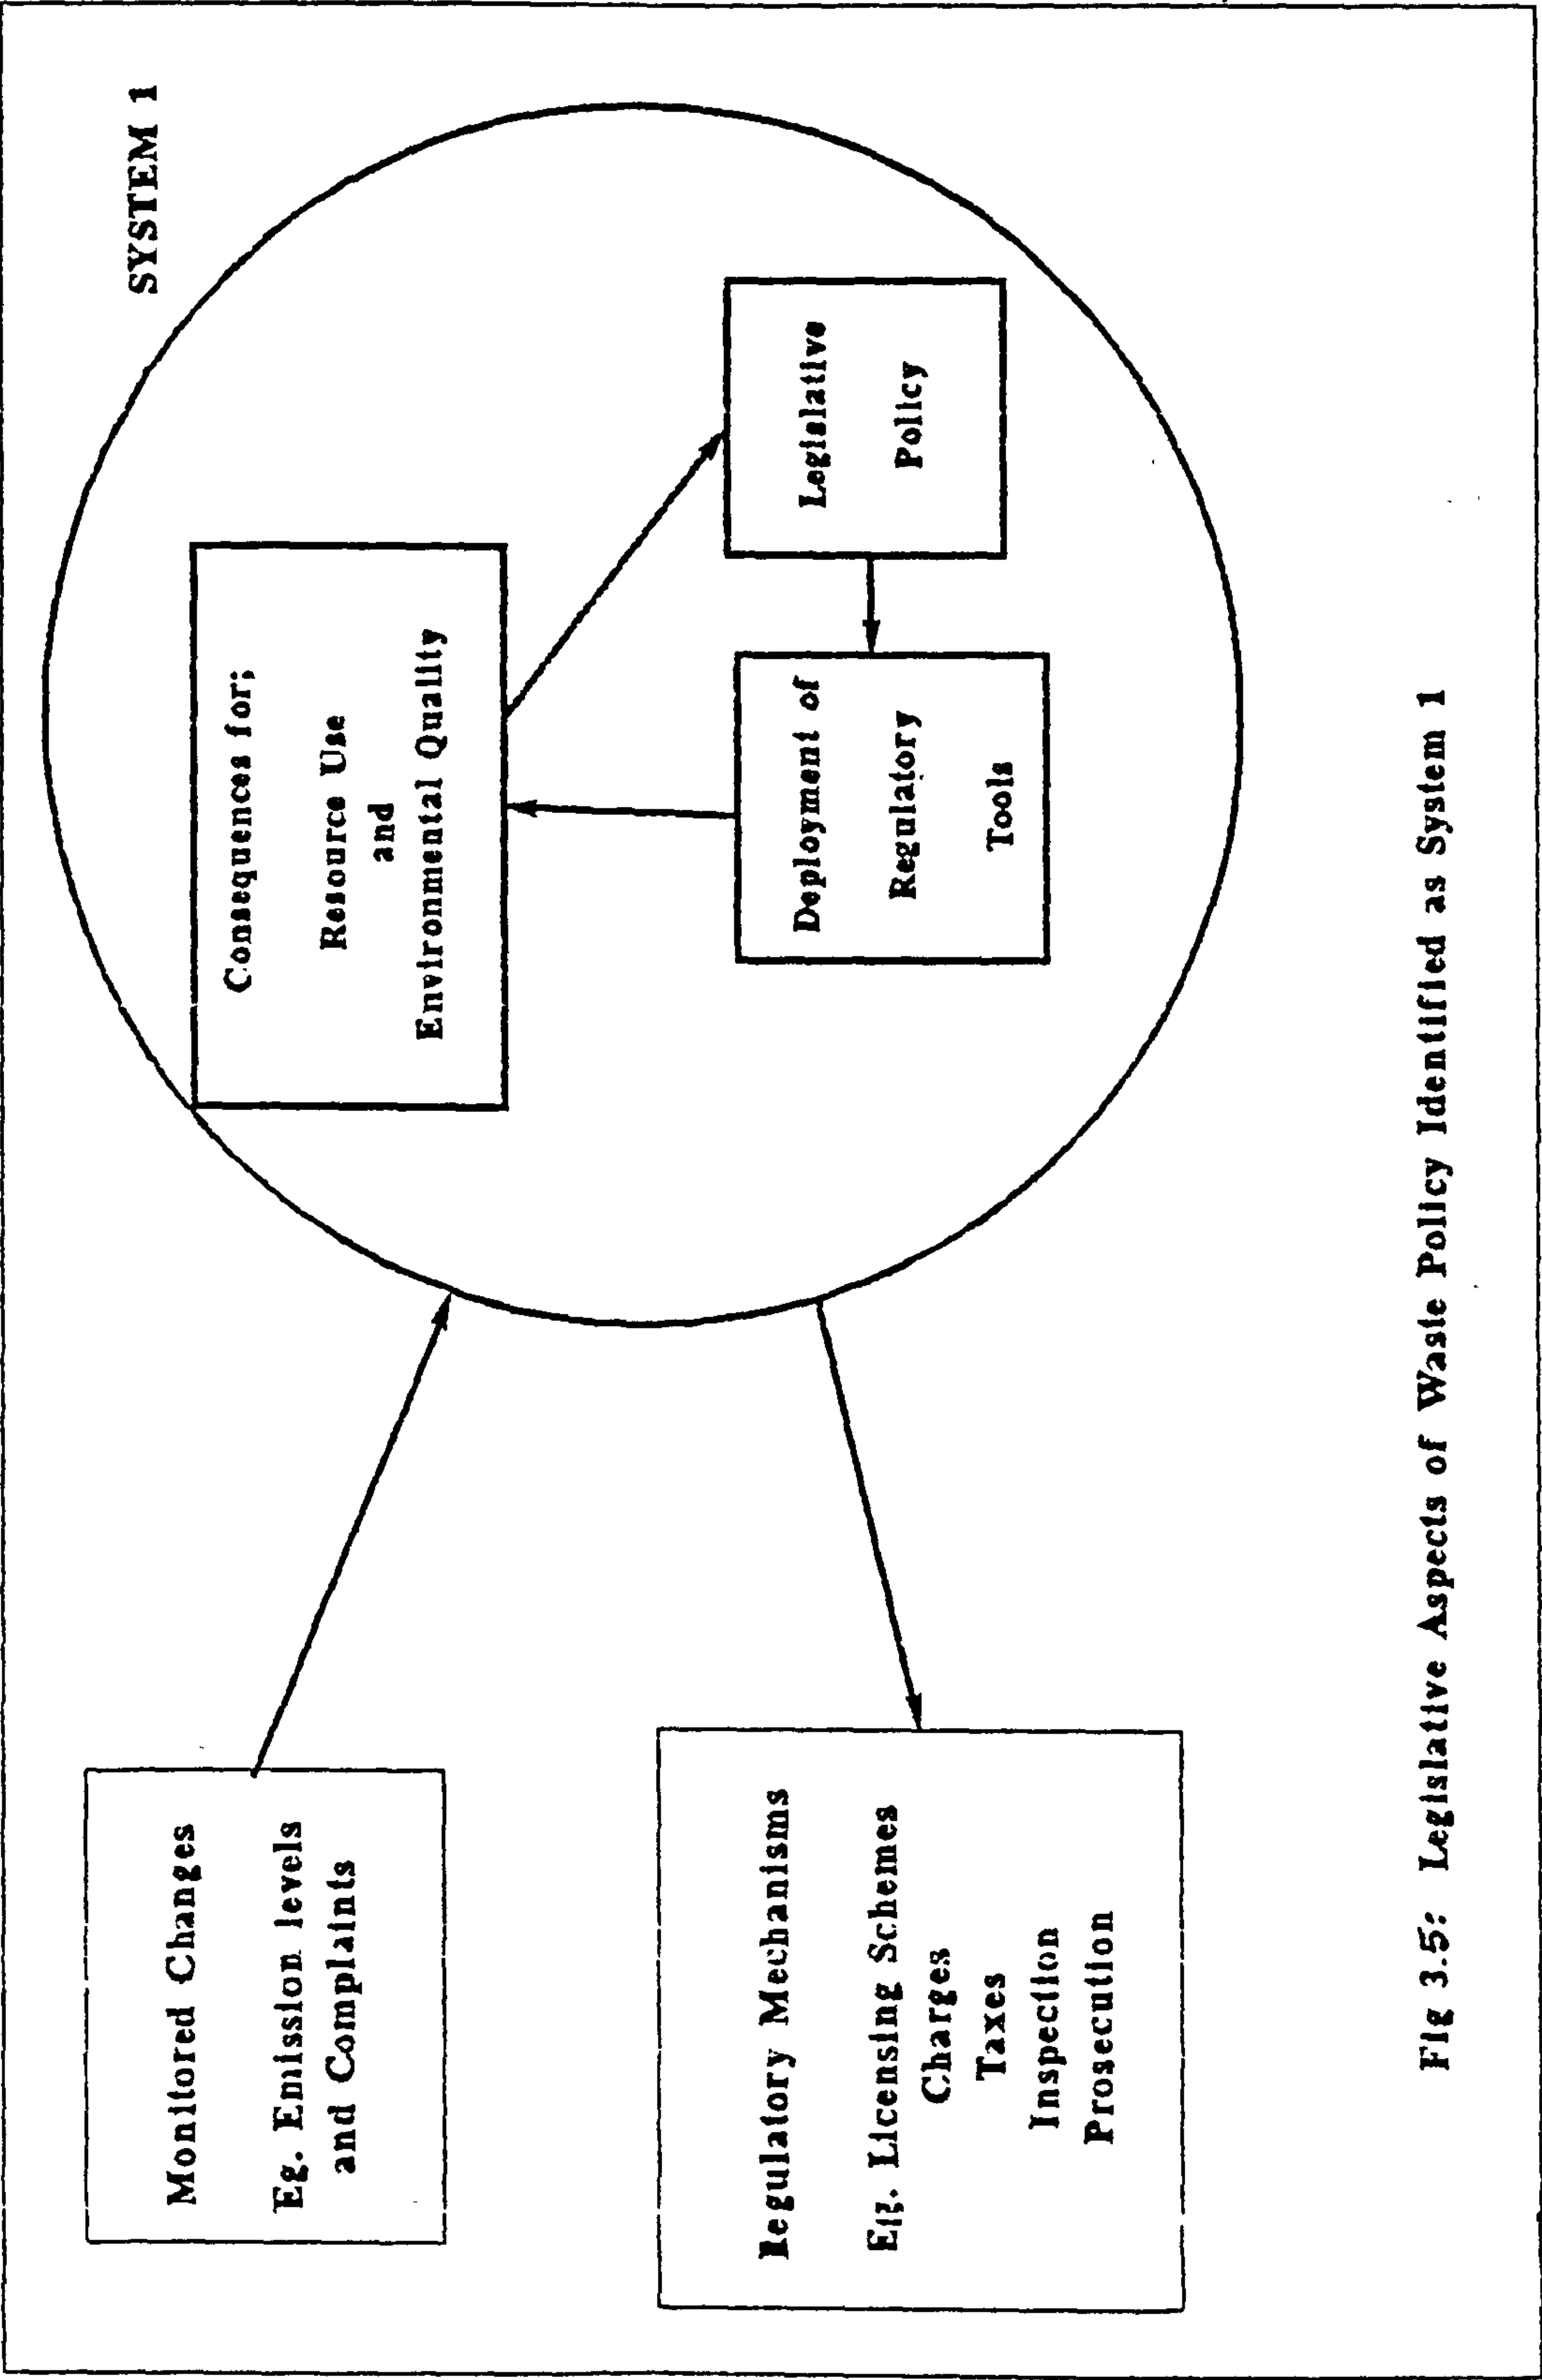 SYSTEM 1
Monitored Changes
Eg. Emission levels
and Complaints
Consequences for;
Resource Use
and
Environmental Quality
Regulatory Mechanisms
Eg. Licensing Schemes
Charges
Taxes
Inspection
Prosecution
Deployment of
Regulatory
Tools
Legislative
Policy
Fig 3.5: Legislative Aspects of Waste Policy Identified as System 1